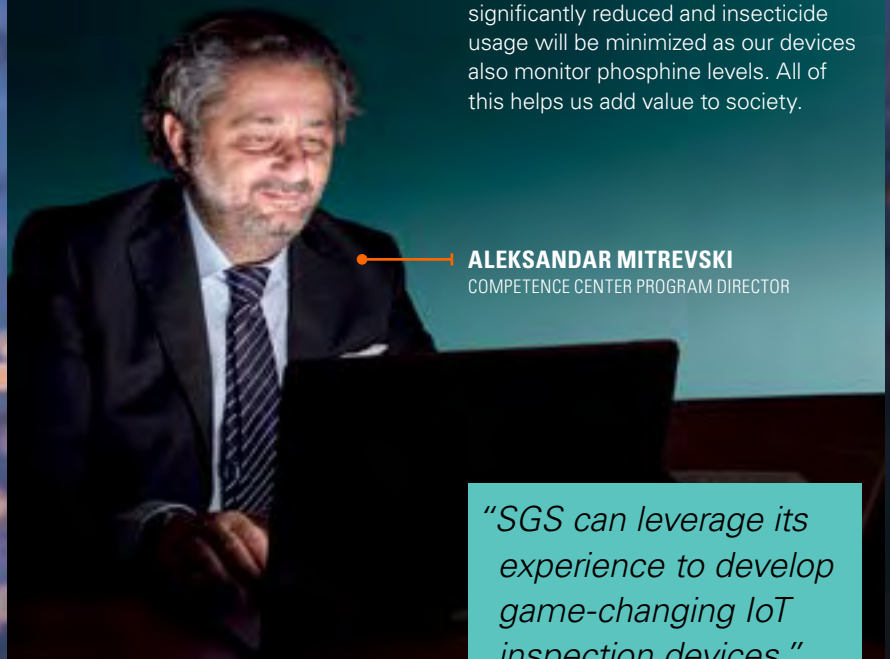 significantly reduced and insecticide
usage will be minimized as our devices
also monitor phosphine levels. All of
this helps us add value to society.
ALEKSANDAR MITREVSKI
COMPETENCE CENTER PROGRAM DIRECTOR
“SGS can leverage its
experience to develop
game-changing IoT
inspection devices.”